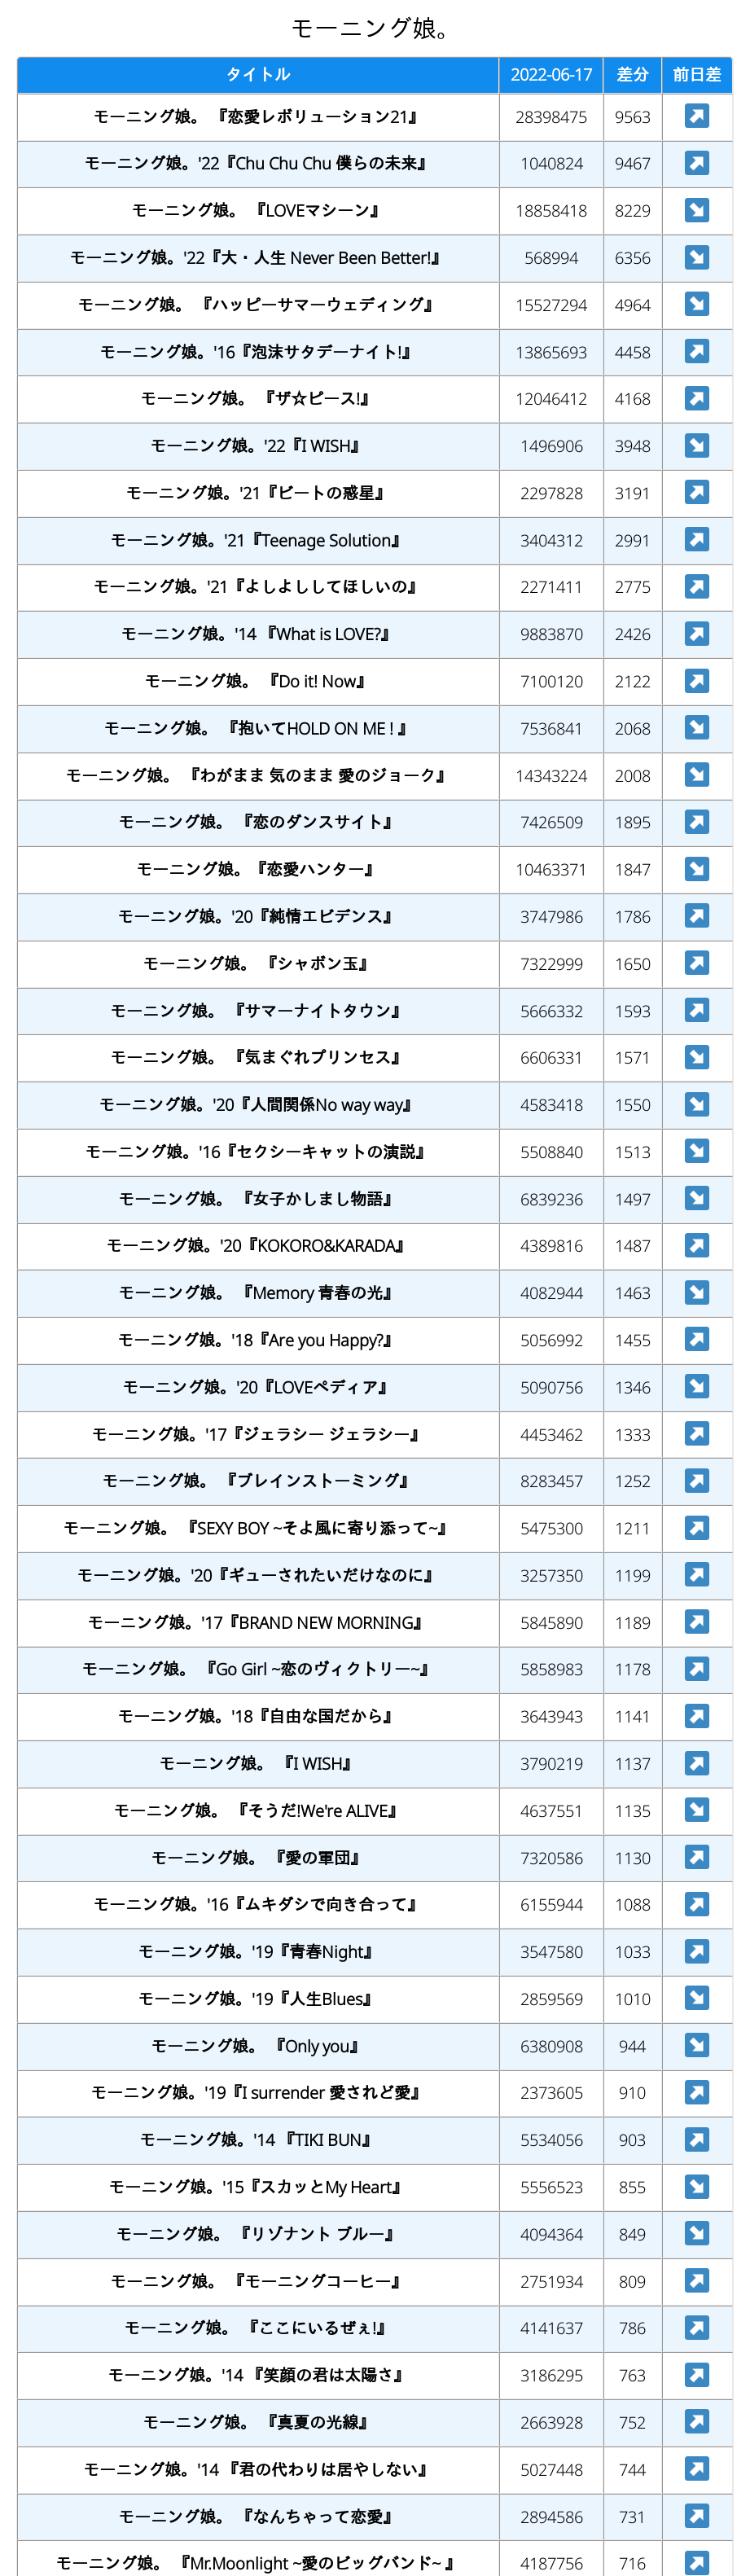 モーニング娘。
タイトル 2022-06-17 差分 前日差
モーニング娘。 『恋愛レボリューション21』 28398475 9563
モーニング娘。'22『Chu Chu Chu 僕らの未来』 1040824 9467
モーニング娘。 『LOVEマシーン』 18858418 8229
モーニング娘。'22『大・人生 Never Been Better!』 568994 6356
モーニング娘。 『ハッピーサマーウェディング』 15527294 4964
モーニング娘。'16『泡沫サタデーナイト!』 13865693 4458
モーニング娘。 『ザ☆ピース!』 12046412 4168
モーニング娘。'22『I WISH』 1496906 3948
モーニング娘。'21『ビートの惑星』 2297828 3191
モーニング娘。'21『Teenage Solution』 3404312 2991
モーニング娘。'21『よしよししてほしいの』 2271411 2775
モーニング娘。'14 『What is LOVE?』 9883870 2426
モーニング娘。 『Do it! Now』 7100120 2122
モーニング娘。 『抱いてHOLD ON ME ! 』 7536841 2068
モーニング娘。 『わがまま 気のまま 愛のジョーク』 14343224 2008
モーニング娘。 『恋のダンスサイト』 7426509 1895
モーニング娘。『恋愛ハンター』 10463371 1847
モーニング娘。'20『純情エビデンス』 3747986 1786
モーニング娘。 『シャボン玉』 7322999 1650
モーニング娘。 『サマーナイトタウン』 5666332 1593
モーニング娘。 『気まぐれプリンセス』 6606331 1571
モーニング娘。'20『人間関係No way way』 4583418 1550
モーニング娘。'16『セクシーキャットの演説』 5508840 1513
モーニング娘。 『女子かしまし物語』 6839236 1497
モーニング娘。'20『KOKORO&KARADA』 4389816 1487
モーニング娘。 『Memory 青春の光』 4082944 1463
モーニング娘。'18『Are you Happy?』 5056992 1455
モーニング娘。'20『LOVEペディア』 5090756 1346
モーニング娘。'17『ジェラシー ジェラシー』 4453462 1333
モーニング娘。 『ブレインストーミング』 8283457 1252
モーニング娘。 『SEXY BOY ~そよ風に寄り添って~』 5475300 1211
モーニング娘。'20『ギューされたいだけなのに』 3257350 1199
モーニング娘。'17『BRAND NEW MORNING』 5845890 1189
モーニング娘。 『Go Girl ~恋のヴィクトリー~』 5858983 1178
モーニング娘。'18『自由な国だから』 3643943 1141
モーニング娘。 『I WISH』 3790219 1137
モーニング娘。 『そうだ!We're ALIVE』 4637551 1135
モーニング娘。 『愛の軍団』 7320586 1130
モーニング娘。'16『ムキダシで向き合って』 6155944 1088
モーニング娘。'19『青春Night』 3547580 1033
モーニング娘。'19『人生Blues』 2859569 1010
モーニング娘。 『Only you』 6380908 944
モーニング娘。'19『I surrender 愛されど愛』 2373605 910
モーニング娘。'14 『TIKI BUN』 5534056 903
モーニング娘。'15『スカッとMy Heart』 5556523 855
モーニング娘。 『リゾナント ブルー』 4094364 849
モーニング娘。 『モーニングコーヒー』 2751934 809
モーニング娘。 『ここにいるぜぇ!』 4141637 786
モーニング娘。'14 『笑顔の君は太陽さ』 3186295 763
モーニング娘。 『真夏の光線』 2663928 752
モーニング娘。'14 『君の代わりは居やしない』 5027448 744
モーニング娘。 『なんちゃって恋愛』 2894586 731
モーニング娘。 『Mr.Moonlight ~愛のビッグバンド~ 』 4187756 716